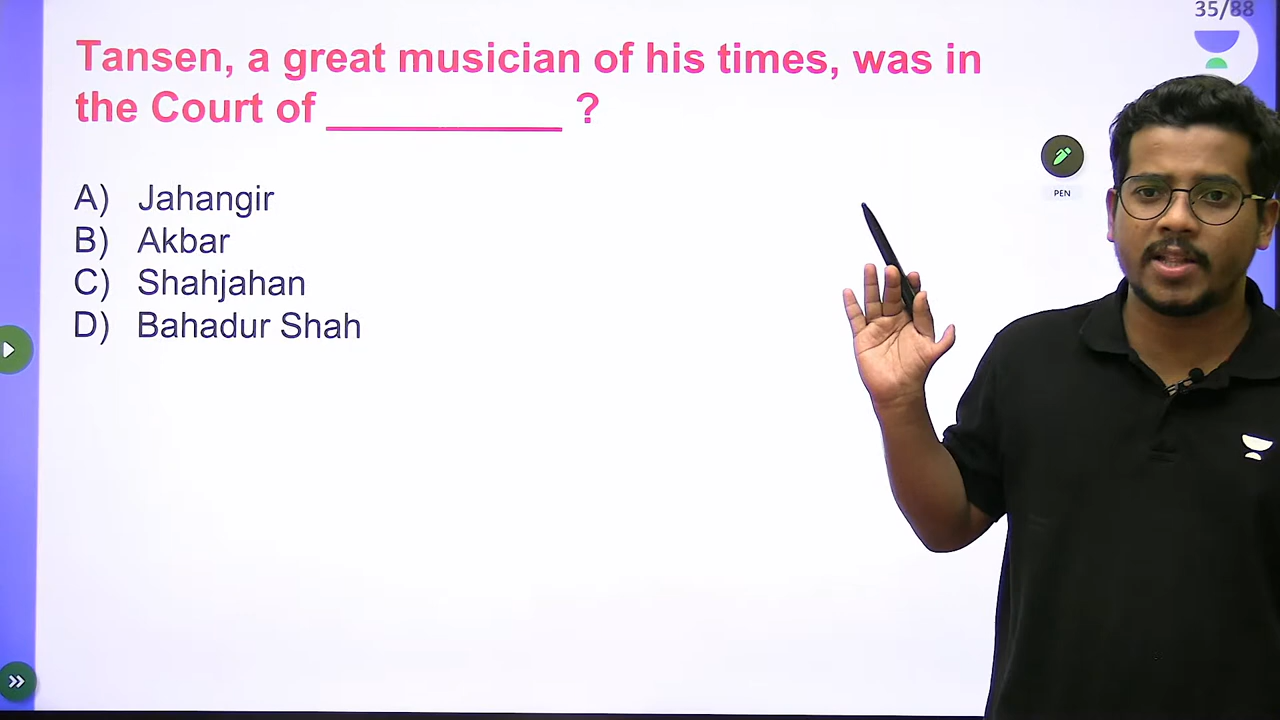 35/88
Tansen, a great musician of his times, was in
the Court of __________ ?
PEN
A) Jahangir
B) Akbar
C) Shahjahan
D) Bahadur Shah